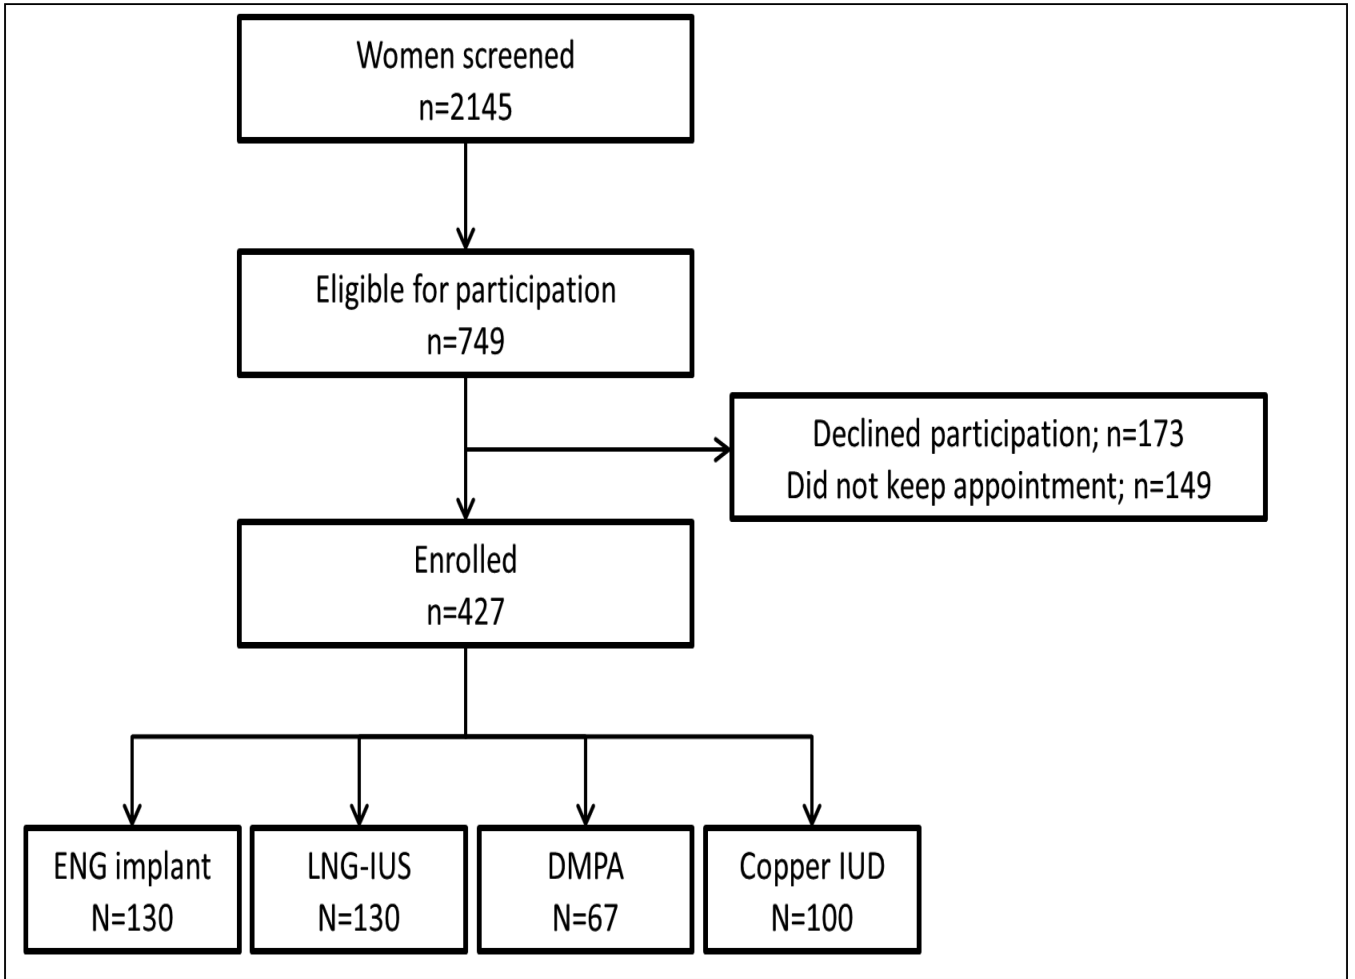 Women screened
n=2145
Eligible for participation
n=749
Declined participation; n=173
Did not keep appointment; n=149
Enrolled
n=427
ENG implant
N=130
LNG-IUS
N=130
DMPA
N=67
Copper IUD
N=100